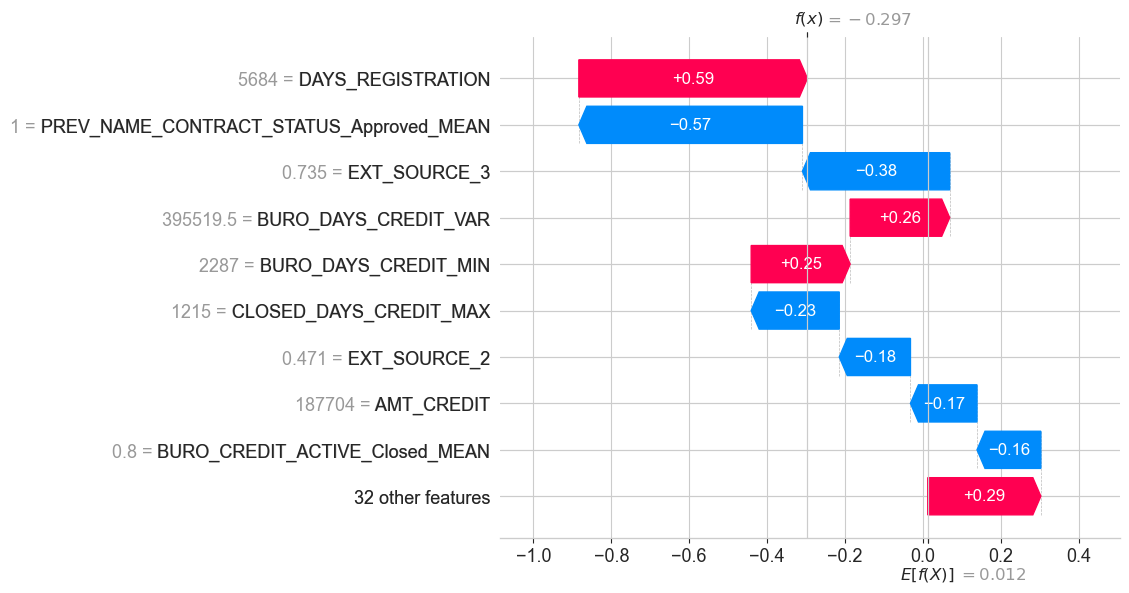 f(x) = −0.297
5684 = DAYS_REGISTRATION
+0.59
1 = PREV_NAME_CONTRACT_STATUS_Approved_MEAN
−0.57
0.735 = EXT_SOURCE_3
−0.38
395519.5 = BURO_DAYS_CREDIT_VAR
+0.26
2287 = BURO_DAYS_CREDIT_MIN
+0.25
1215 = CLOSED_DAYS_CREDIT_MAX
−0.23
0.471 = EXT_SOURCE_2
−0.18
187704 = AMT_CREDIT
−0.17
0.8 = BURO_CREDIT_ACTIVE_Closed_MEAN
−0.16
32 other features
+0.29
−1.0 −0.8 −0.6 −0.4 −0.2 0.0 0.2 0.4
E[f(X)] = 0.012